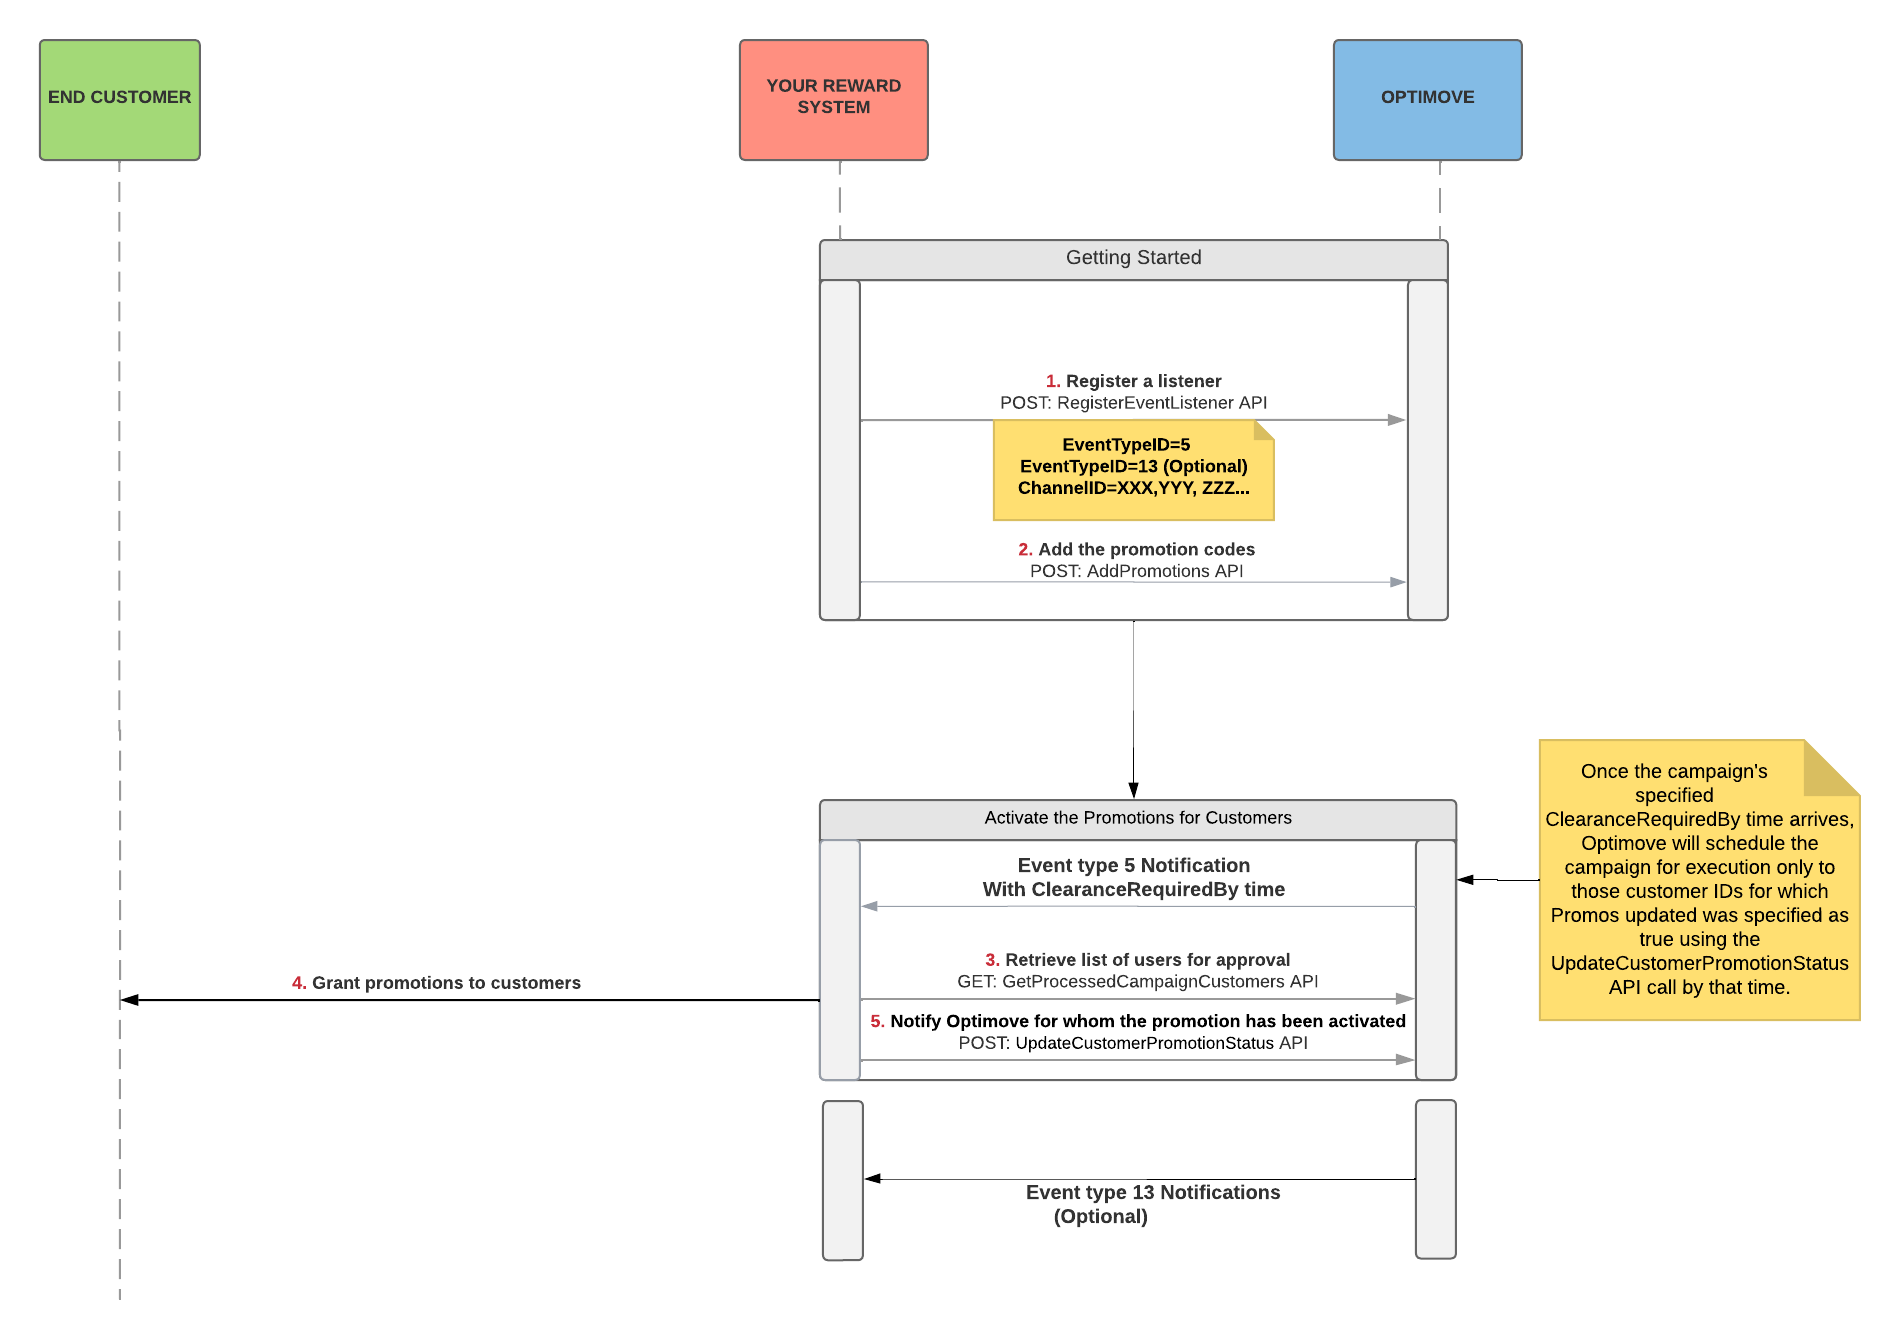 END CUSTOMER
YOUR REWARD
SYSTEM
OPTIMOVE
Getting Started
1. Register a listener
POST: RegisterEventListener API
EventTypeID=5
EventTypeID=13 (Optional)
ChannelID=XXX,YYY, ZZZ...
2. Add the promotion codes
POST: AddPromotions API
Once the campaign's
specified
ClearanceRequiredBy time arrives,
Optimove will schedule the
campaign for execution only to
those customer IDs for which
Promos updated was specified as
true using the
UpdateCustomerPromotionStatus
API call by that time.
Activate the Promotions for Customers
Event type 5 Notification
With ClearanceRequiredBy time
3. Retrieve list of users for approval
GET: GetProcessedCampaignCustomers API
4. Grant promotions to customers
5. Notify Optimove for whom the promotion has been activated
POST: UpdateCustomerPromotionStatus API
Event type 13 Notifications
(Optional)